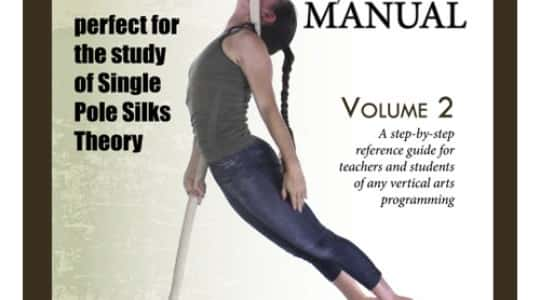 MANUAL
perfect for
the study
of Single
Pole Silks
Theory
VOLUME 2
A step-by-step
reference guide for
teachers and students
of any vertical arts
programming